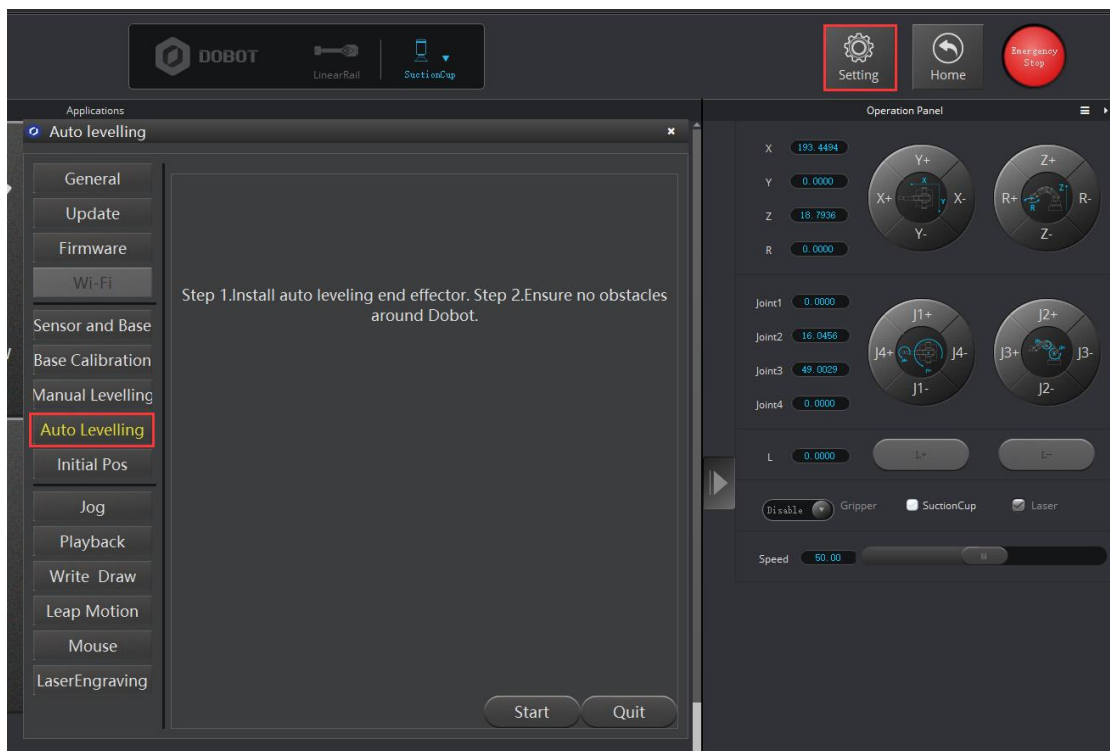 DOBOT
LinearRail
SuctionCup
Setting
Home
Emergency
Stop
Applications
Operation Panel
Auto levelling
General
Update
Firmware
Wi-Fi
Sensor and Base
Base Calibration
Manual Levelling
Auto Levelling
Initial Pos
Jog
Playback
Write Draw
Leap Motion
Mouse
LaserEngraving
Step 1.Install auto leveling end effector. Step 2.Ensure no obstacles
around Dobot.
Start
Quit
X 193.4494
Y 0.0000
Z 18.7936
R 0.0000
Y+
X+
X
Y
X-
Y-
Z+
R+
Z
R
R-
Z-
Joint1 0.0000
Joint2 16.0456
Joint3 49.0029
Joint4 0.0000
J1+
J4+
J4-
J1-
J2+
J3+
J3-
J2-
L 0.0000
L+
L-
Disable
Gripper
SuctionCup
Laser
Speed 50.00